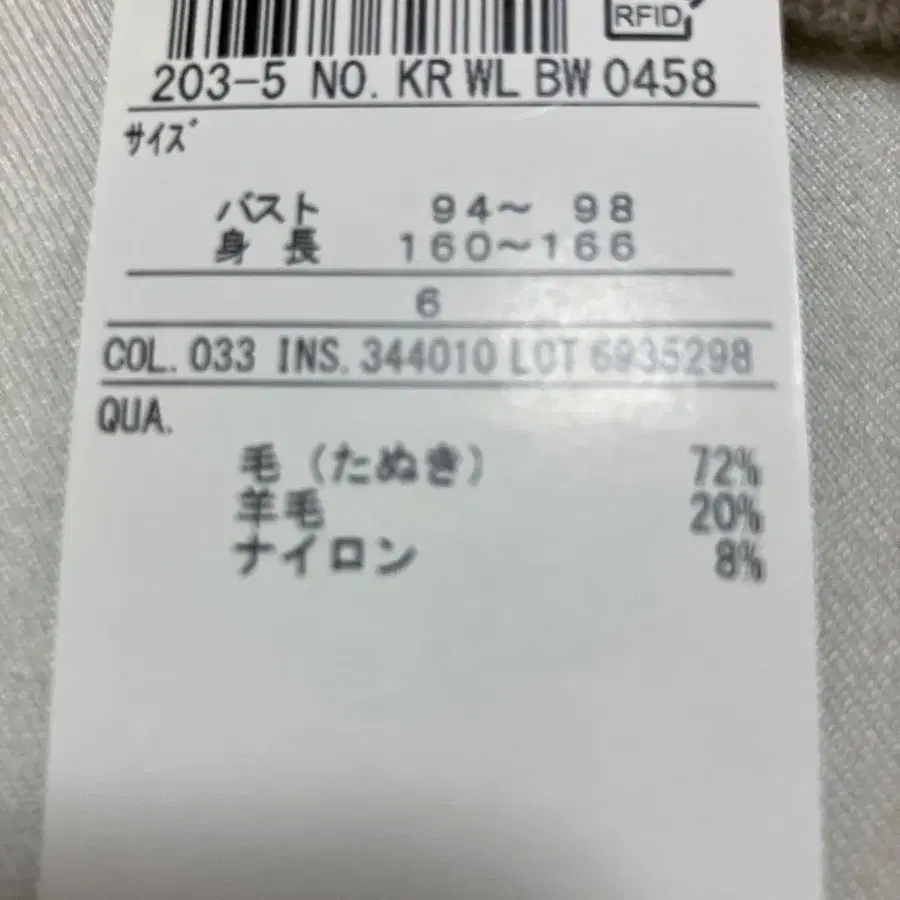 RFID
203-5 NO. KR WL BW 0458
サイズ
バスト 94～ 98
身 長 160～166
6
COL. 033 INS. 344010 LOT 6935298
QUA.
毛（たぬき） 72%
羊毛 20%
ナイロン 8%